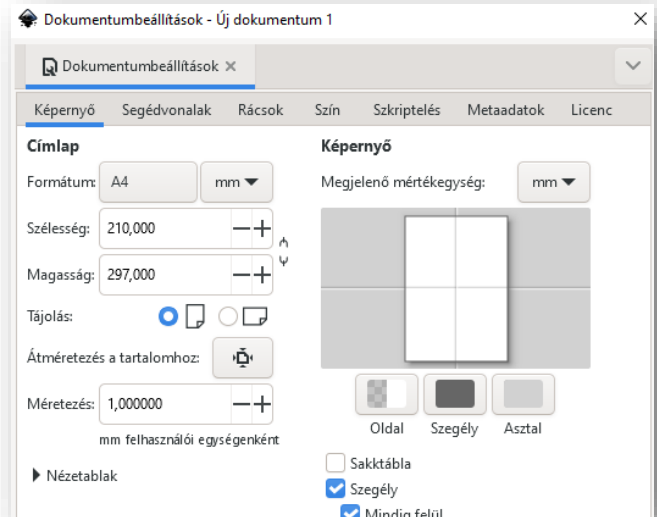 Dokumentumbeállítások - Új dokumentum 1
Dokumentumbeállítások
Képernyő Segédvonalak Rácsok Szín Szkriptelés Metaadatok Licenc
Címlap
Formátum: A4 mm
Szélesség: 210,000
Magasság: 297,000
Tájolás:
Átméretezés a tartalomhoz:
Méretezés: 1,000000
mm felhasználói egységenként
Nézetablak
Képernyő
Megjelenő mértékegység: mm
Oldal Szegély Asztal
Sakktábla
Szegély
Mindig felül